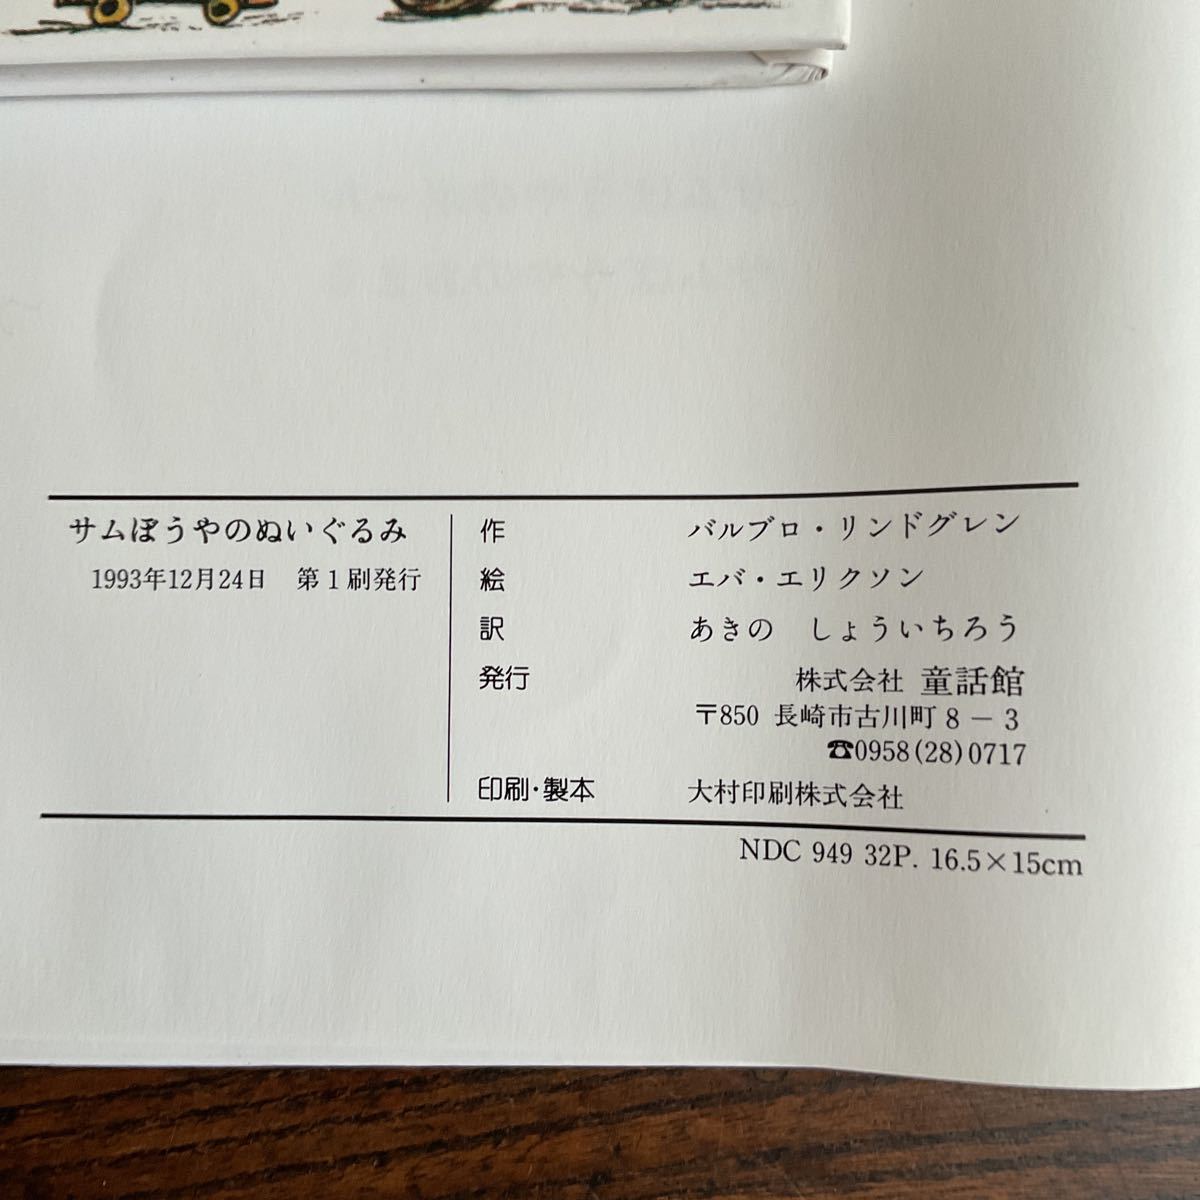 サムぼうやのぬいぐるみ
1993年12月24日　第1刷発行
作　バルブロ・リンドグレン
絵　エバ・エリクソン
訳　あきの　しょういちろう
発行　株式会社 童話館
〒850 長崎市古川町8－3
☎0958(28)0717
印刷・製本　大村印刷株式会社
NDC 949 32P. 16.5×15cm